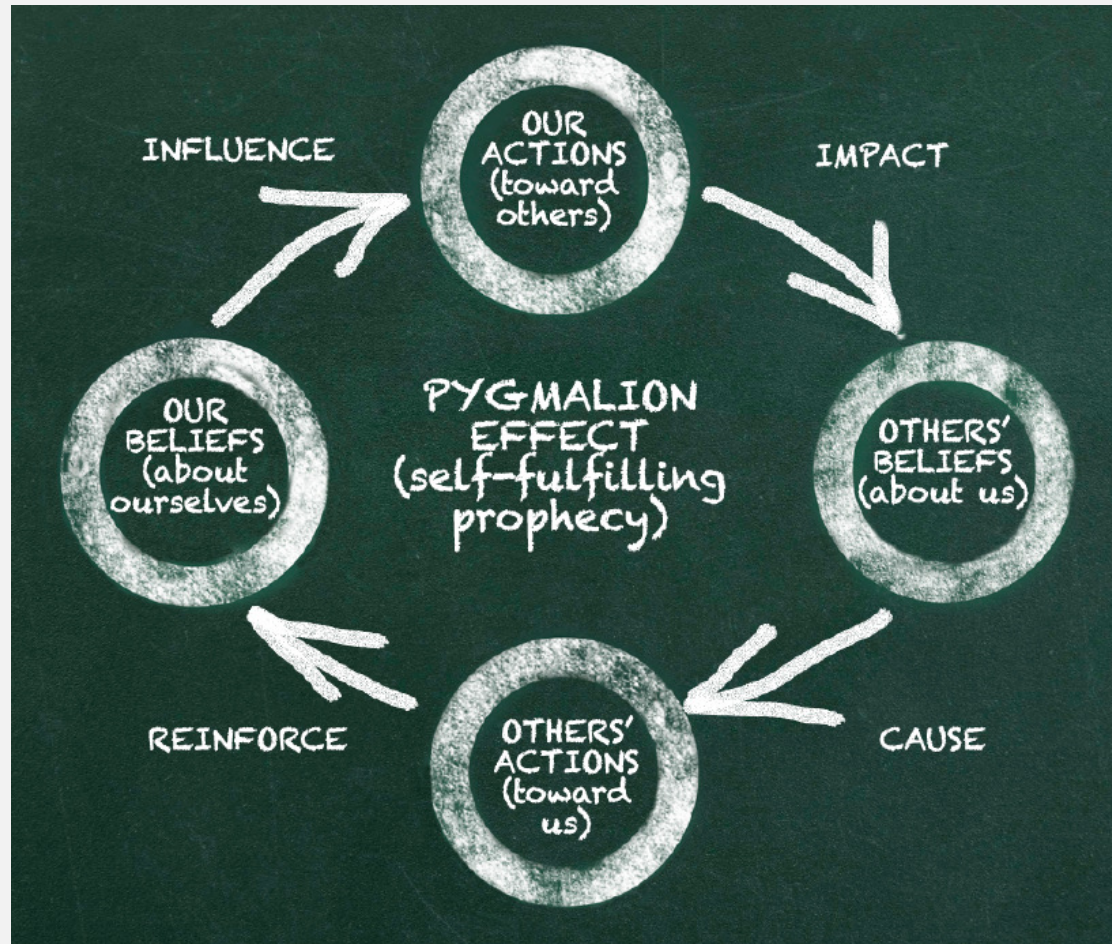 INFLUENCE
OUR
ACTIONS
(toward
others)
IMPACT
OUR
BELIEFS
(about
ourselves)
PYGMALION
EFFECT
(self-fulfilling
prophecy)
OTHERS'
BELIEFS
(about us)
REINFORCE
OTHERS'
ACTIONS
(toward
us)
CAUSE